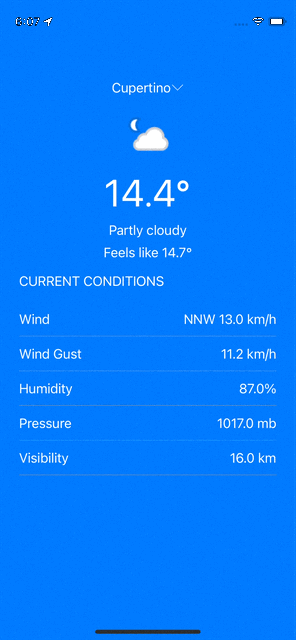 6:07
Cupertino
14.4°
Partly cloudy
Feels like 14.7°
CURRENT CONDITIONS
Wind NNW 13.0 km/h
Wind Gust 11.2 km/h
Humidity 87.0%
Pressure 1017.0 mb
Visibility 16.0 km